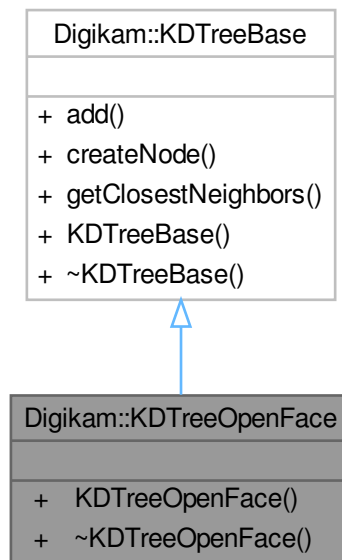 Digikam::KDTreeBase
+ add()
+ createNode()
+ getClosestNeighbors()
+ KDTreeBase()
+ ~KDTreeBase()
Digikam::KDTreeOpenFace
+ KDTreeOpenFace()
+ ~KDTreeOpenFace()